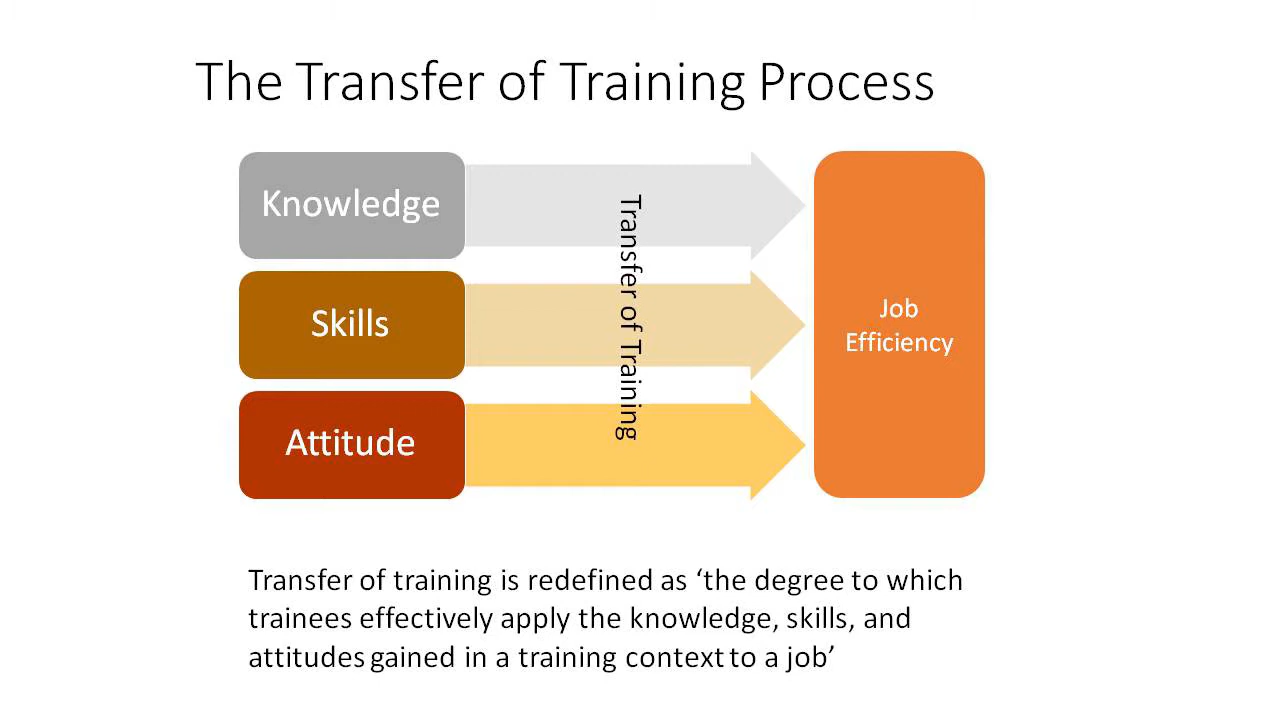 The Transfer of Training Process
Knowledge
Skills
Attitude
Transfer of Training
Job
Efficiency
Transfer of training is redefined as ‘the degree to which
trainees effectively apply the knowledge, skills, and
attitudes gained in a training context to a job’